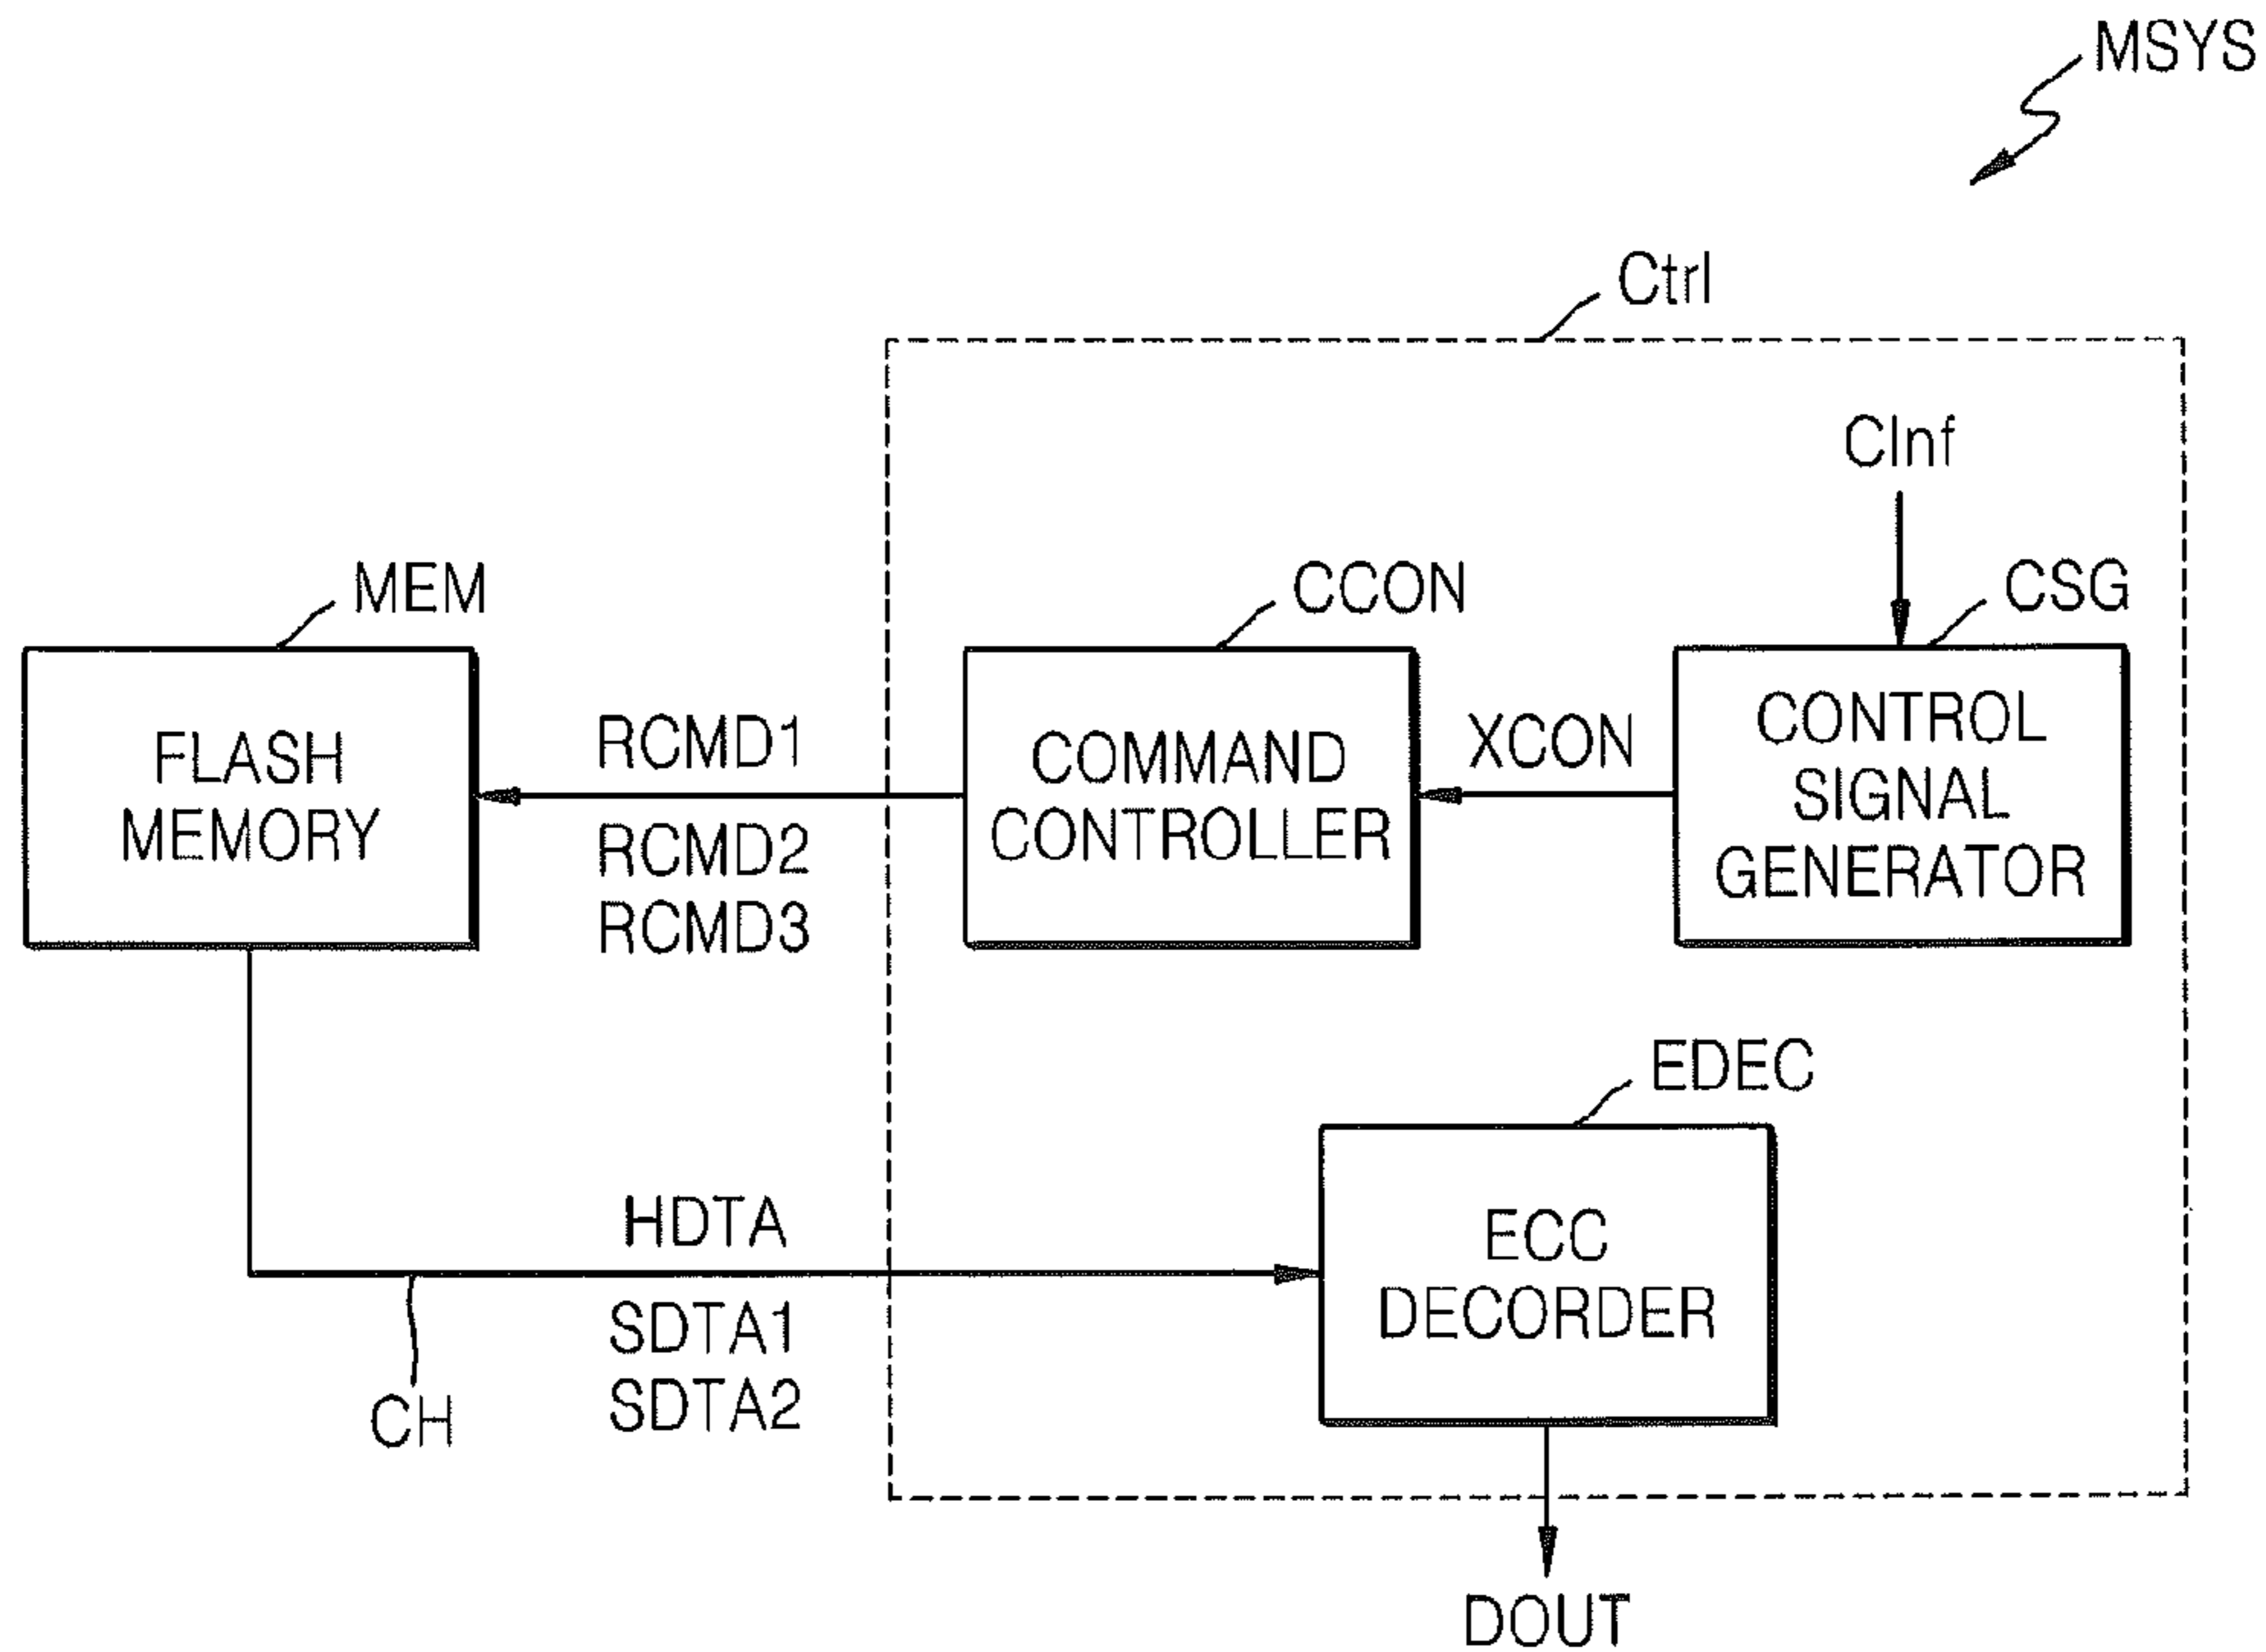 MSYS
Ctrl
CInf
MEM
CCON
CSG
FLASH
MEMORY
RCMD1
RCMD2
RCMD3
COMMAND
CONTROLLER
XCON
CONTROL
SIGNAL
GENERATOR
EDEC
HDTA
SDTA1
SDTA2
CH
ECC
DECORDER
DOUT